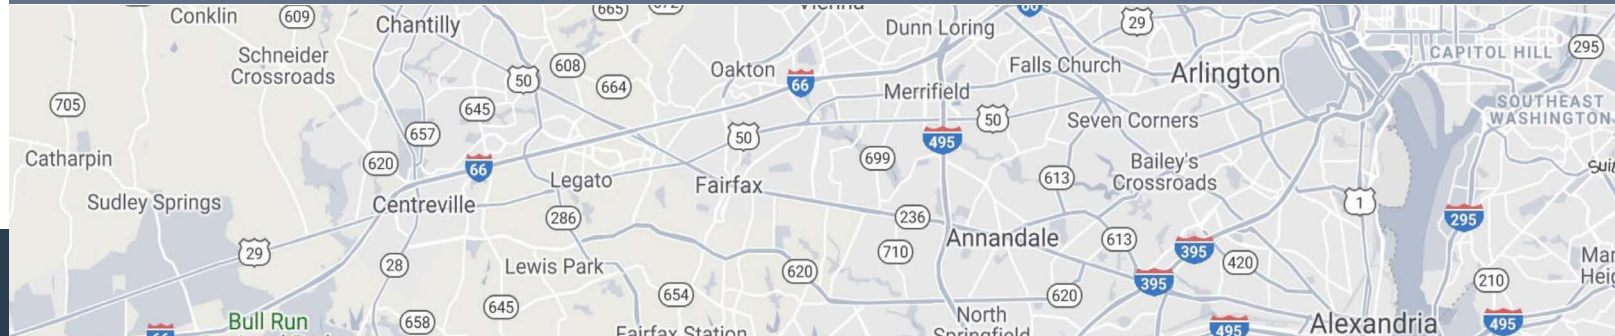 Conklin
609
Chantilly
665
Dunn Loring
29
CAPITOL HILL
295
Schneider
Crossroads
50
608
664
Oakton
66
Merrifield
Falls Church
Arlington
705
645
657
50
495
50
Seven Corners
SOUTHEAST
WASHINGTON
Catharpin
620
66
Legato
Fairfax
699
613
Bailey's
Crossroads
1
Sudley Springs
Centreville
286
236
295
29
28
Lewis Park
620
710
Annandale
613
395
420
395
210
654
620
645
658
Bull Run
Fairfax Station
North
Springfield
495
Alexandria
495